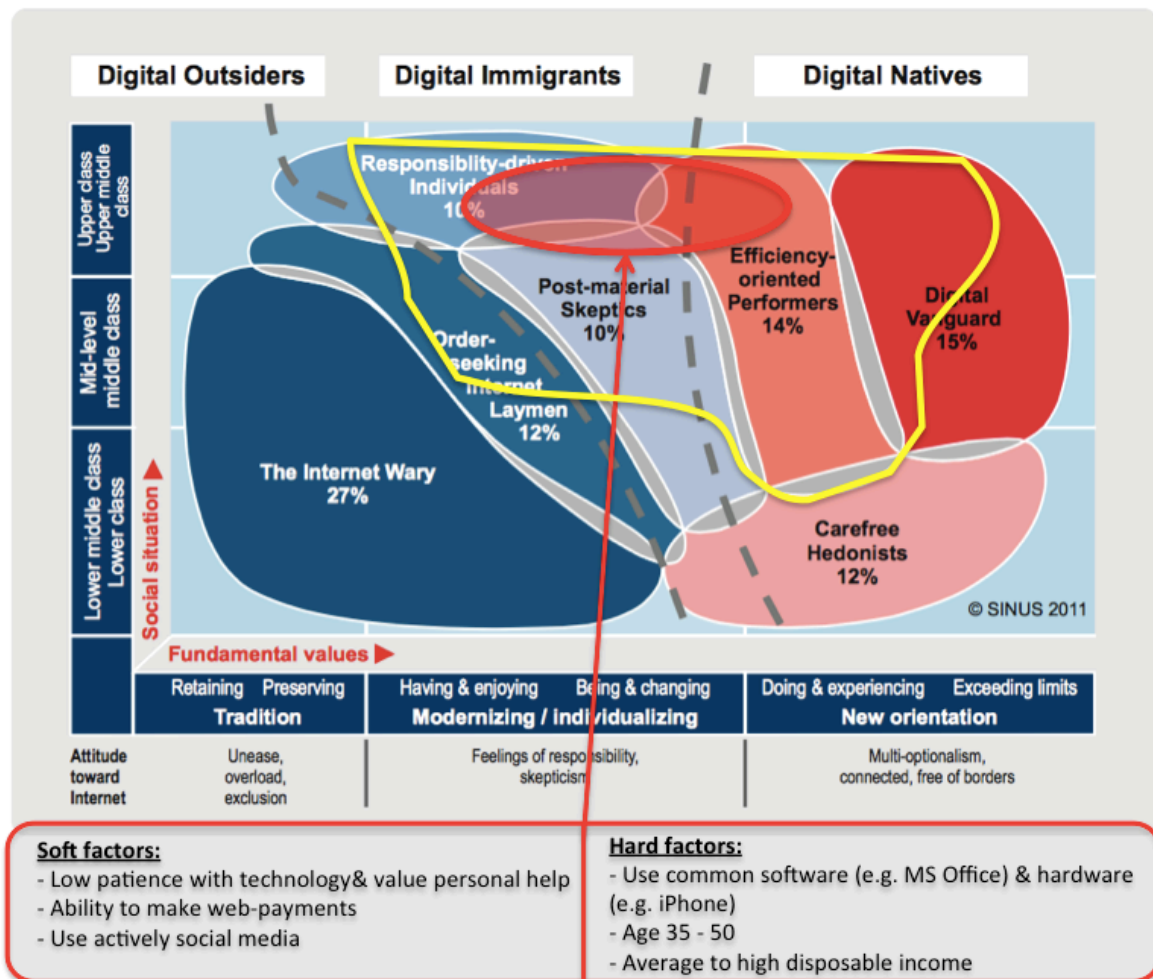 Digital Outsiders
Digital Immigrants
Digital Natives
Upper class
Upper middle
class
Mid-level
middle class
Lower middle class
Lower class
Social situation ▶
Responsiblity-driven
Individuals
10%
Post-material
Skeptics
10%
Efficiency-
oriented
Performers
14%
Digital
Vanguard
15%
Order-
seeking
Internet
Laymen
12%
The Internet Wary
27%
Carefree
Hedonists
12%
© SINUS 2011
Fundamental values ▶
Retaining Preserving
Tradition
Having & enjoying Being & changing
Modernizing / individualizing
Doing & experiencing Exceeding limits
New orientation
Attitude
toward
Internet
Unease,
overload,
exclusion
Feelings of responsibility,
skepticism
Multi-optionalism,
connected, free of borders
Soft factors:
- Low patience with technology& value personal help
- Ability to make web-payments
- Use actively social media
Hard factors:
- Use common software (e.g. MS Office) & hardware
(e.g. iPhone)
- Age 35 - 50
- Average to high disposable income